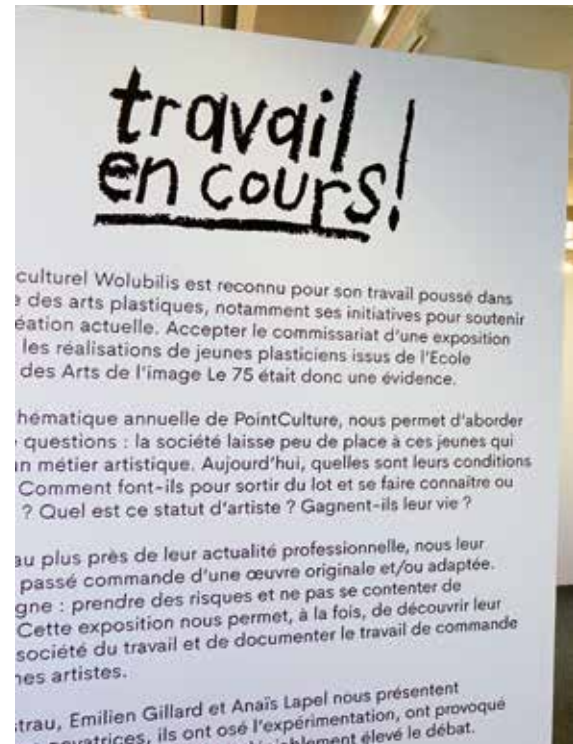 travail
en cours!
culturel Wolubilis est reconnu pour son travail poussé dans
des arts plastiques, notamment ses initiatives pour soutenir
éation actuelle. Accepter le commissariat d'une exposition
les réalisations de jeunes plasticiens issus de l'Ecole
des Arts de l'image Le 75 était donc une évidence.
hématique annuelle de PointCulture, nous permet d'aborder
questions : la société laisse peu de place à ces jeunes qui
un métier artistique. Aujourd'hui, quelles sont leurs conditions
Comment font-ils pour sortir du lot et se faire connaître ou
? Quel est ce statut d'artiste ? Gagnent-ils leur vie ?
au plus près de leur actualité professionnelle, nous leur
passé commande d'une œuvre originale et/ou adaptée.
gne : prendre des risques et ne pas se contenter de
Cette exposition nous permet, à la fois, de découvrir leur
société du travail et de documenter le travail de commande
nes artistes.
strau, Emilien Gillard et Anaïs Lapel nous présentent
novatrices, ils ont osé l'expérimentation, ont provoqué
élevé le débat.